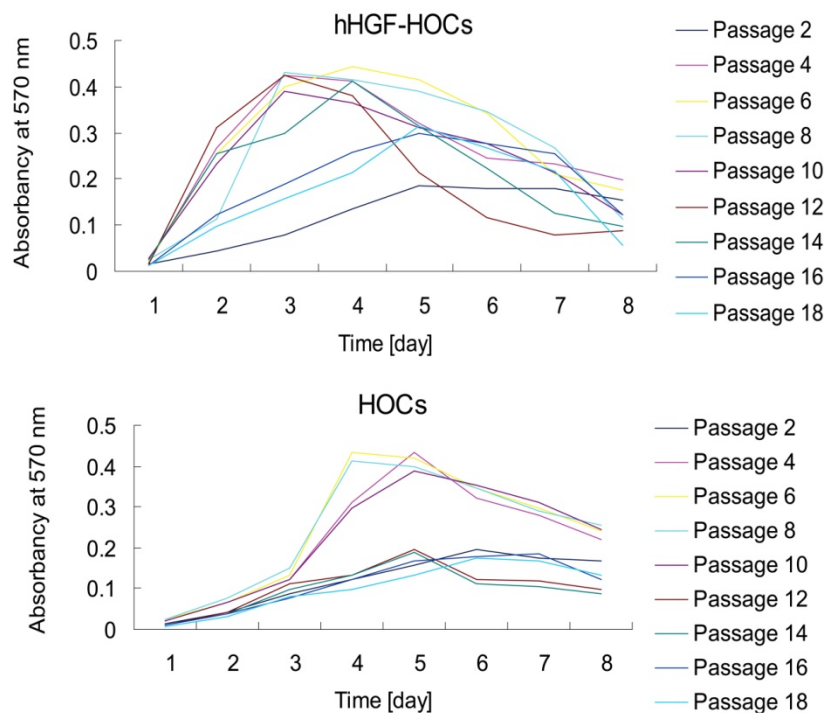 hHGF-HOCs
Absorbancy at 570 nm
0.5
0.4
0.3
0.2
0.1
0
1 2 3 4 5 6 7 8
Time [day]
Passage 2
Passage 4
Passage 6
Passage 8
Passage 10
Passage 12
Passage 14
Passage 16
Passage 18
HOCs
Absorbancy at 570 nm
0.5
0.4
0.3
0.2
0.1
0
1 2 3 4 5 6 7 8
Time [day]
Passage 2
Passage 4
Passage 6
Passage 8
Passage 10
Passage 12
Passage 14
Passage 16
Passage 18